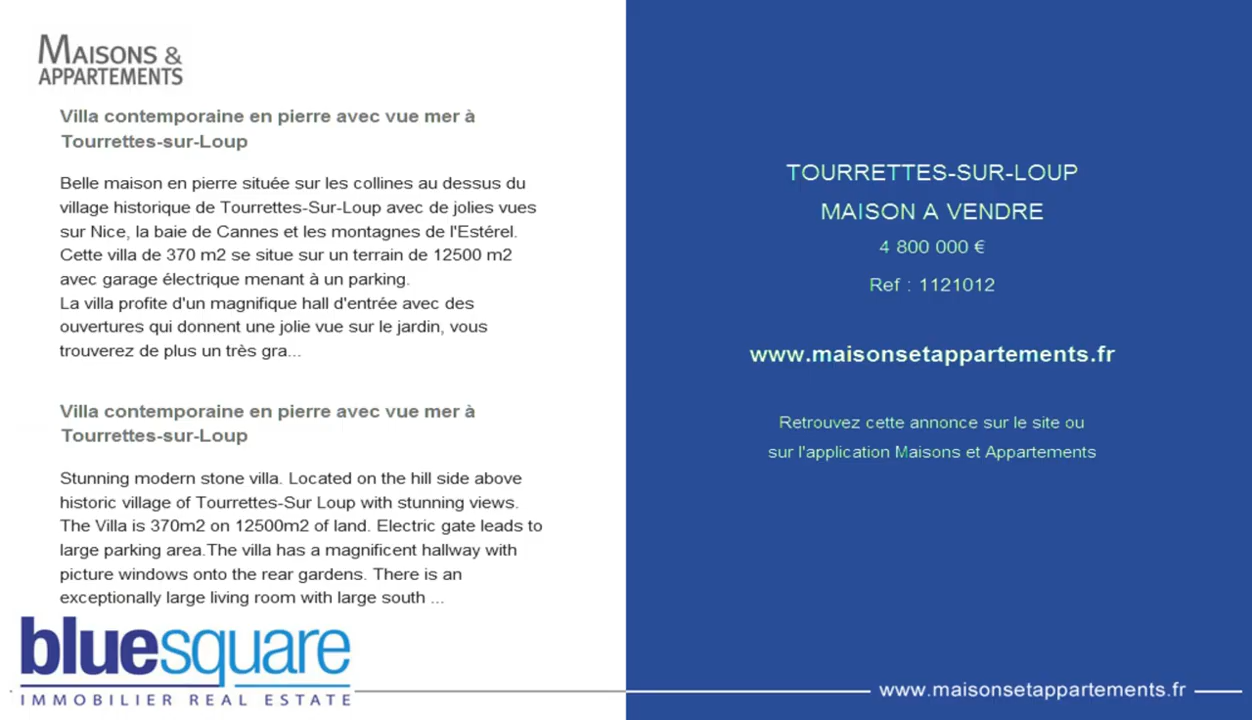 MAISONS &
APPARTEMENTS
Villa contemporaine en pierre avec vue mer à
Tourrettes-sur-Loup
Belle maison en pierre située sur les collines au dessus du
village historique de Tourrettes-Sur-Loup avec de jolies vues
sur Nice, la baie de Cannes et les montagnes de l'Estérel.
Cette villa de 370 m2 se situe sur un terrain de 12500 m2
avec garage électrique menant à un parking.
La villa profite d'un magnifique hall d'entrée avec des
ouvertures qui donnent une jolie vue sur le jardin, vous
trouverez de plus un très gra...
Villa contemporaine en pierre avec vue mer à
Tourrettes-sur-Loup
Stunning modern stone villa. Located on the hill side above
historic village of Tourrettes-Sur Loup with stunning views.
The Villa is 370m2 on 12500m2 of land. Electric gate leads to
large parking area.The villa has a magnificent hallway with
picture windows onto the rear gardens. There is an
exceptionally large living room with large south ...
bluesquare
IMMOBILIER REAL ESTATE
TOURRETTES-SUR-LOUP
MAISON A VENDRE
4 800 000 €
Ref : 1121012
www.maisonsetappartements.fr
Retrouvez cette annonce sur le site ou
sur l'application Maisons et Appartements
www.maisonsetappartements.fr